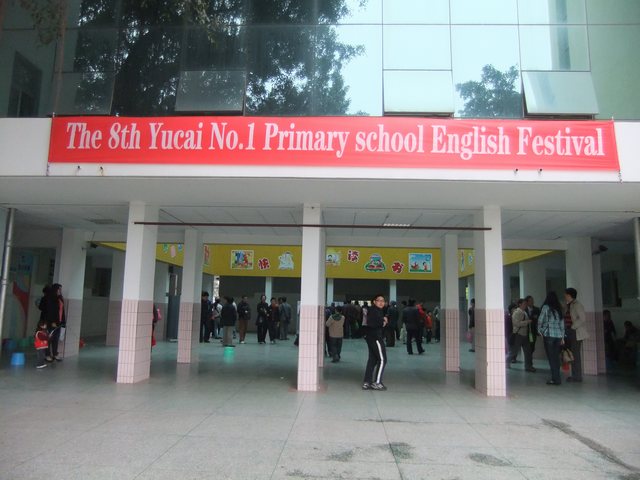 The 8th Yucai No.1 Primary school English Festival